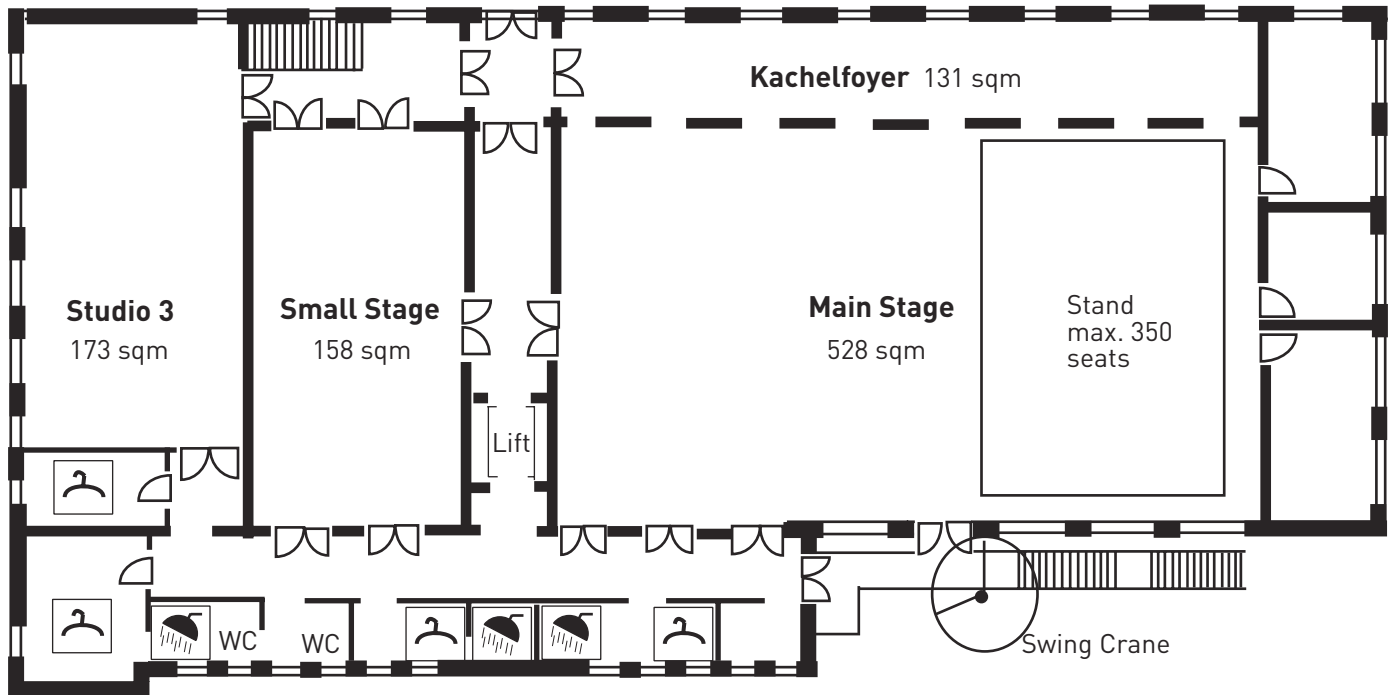 Kachelfoyer 131 sqm
Studio 3
173 sqm
Small Stage
158 sqm
Main Stage
528 sqm
Stand
max. 350
seats
Lift
WC
WC
Swing Crane